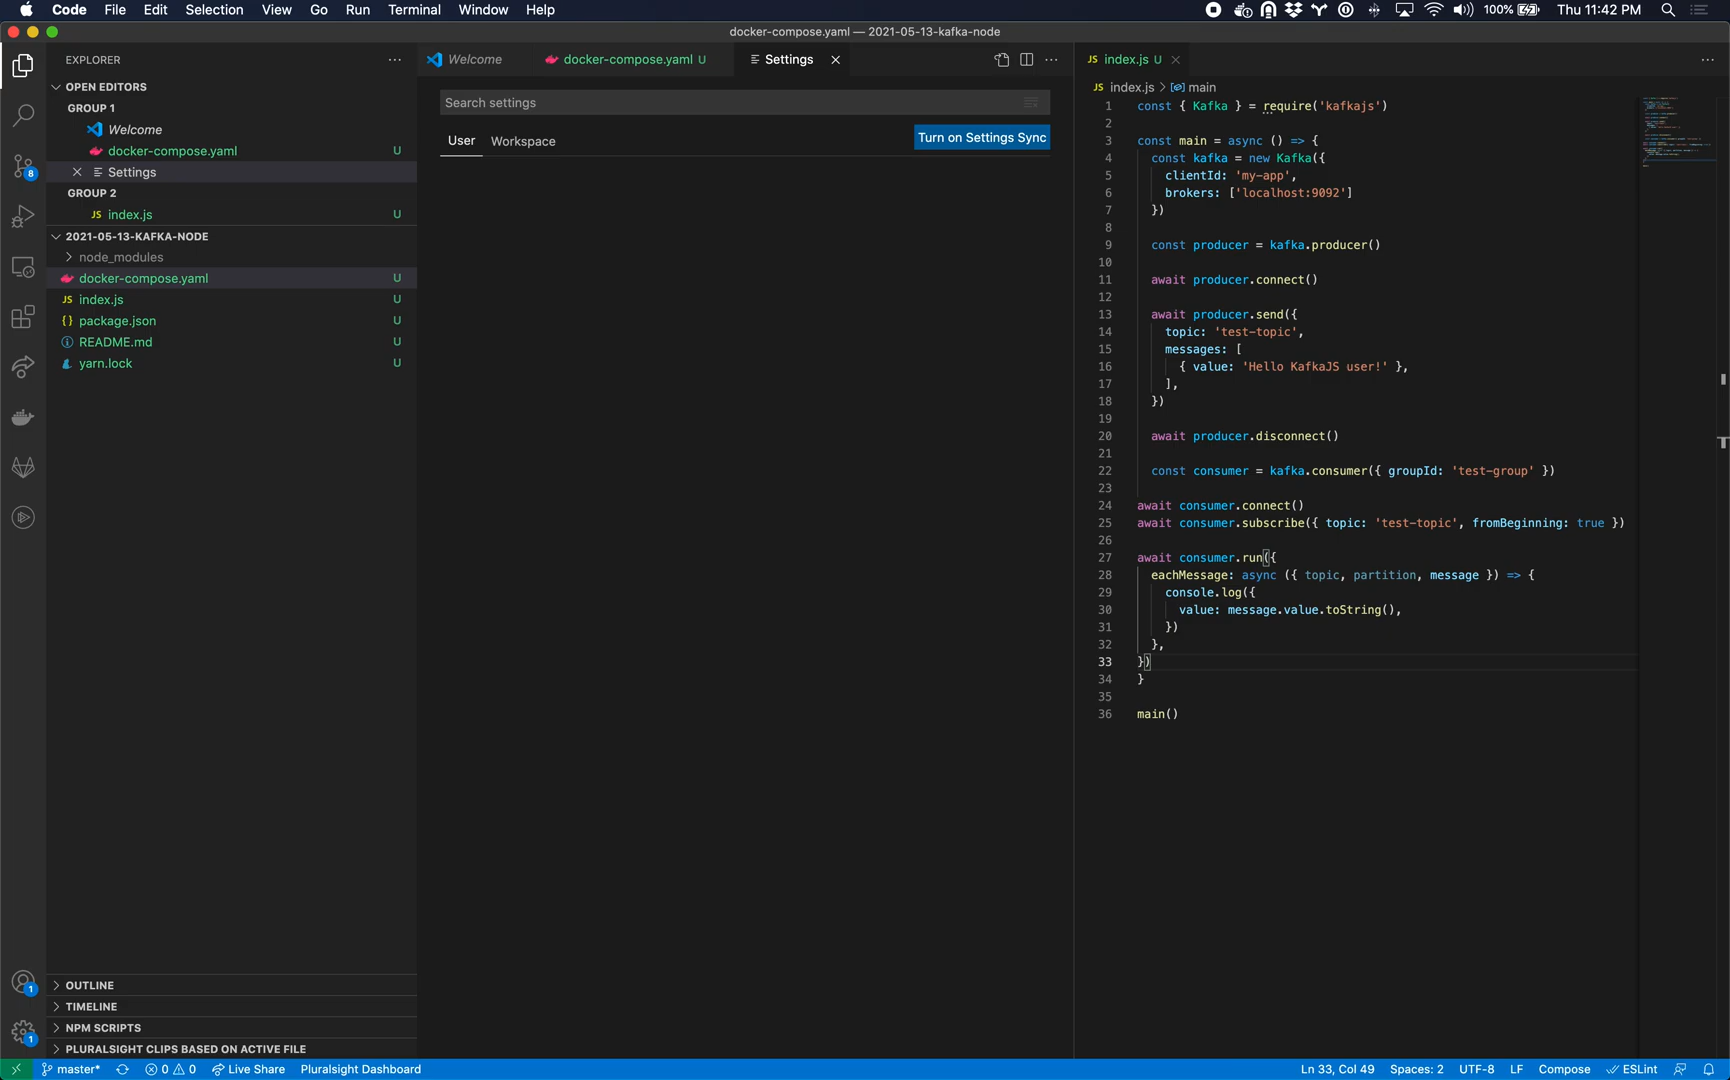 Code File Edit Selection View Go Run Terminal Window Help 100% Thu 11:42 PM
docker-compose.yaml — 2021-05-13-kafka-node
EXPLORER
OPEN EDITORS
GROUP 1
Welcome
docker-compose.yaml U
Settings
GROUP 2
JS index.js U
2021-05-13-KAFKA-NODE
node_modules
docker-compose.yaml U
JS index.js U
{} package.json U
README.md U
yarn.lock U
OUTLINE
TIMELINE
NPM SCRIPTS
PLURALSIGHT CLIPS BASED ON ACTIVE FILE
8
1
1
Welcome docker-compose.yaml U Settings
Search settings
User Workspace Turn on Settings Sync
JS index.js U
JS index.js > main
1 const { Kafka } = require('kafkajs')
2
3 const main = async () => {
4 const kafka = new Kafka({
5 clientId: 'my-app',
6 brokers: ['localhost:9092']
7 })
8
9 const producer = kafka.producer()
10
11 await producer.connect()
12
13 await producer.send({
14 topic: 'test-topic',
15 messages: [
16 { value: 'Hello KafkaJS user!' },
17 ],
18 })
19
20 await producer.disconnect()
21
22 const consumer = kafka.consumer({ groupId: 'test-group' })
23
24 await consumer.connect()
25 await consumer.subscribe({ topic: 'test-topic', fromBeginning: true })
26
27 await consumer.run({
28 eachMessage: async ({ topic, partition, message }) => {
29 console.log({
30 value: message.value.toString(),
31 })
32 },
33 })
34 }
35
36 main()
master* 0 0 Live Share Pluralsight Dashboard Ln 33, Col 49 Spaces: 2 UTF-8 LF Compose ESLint